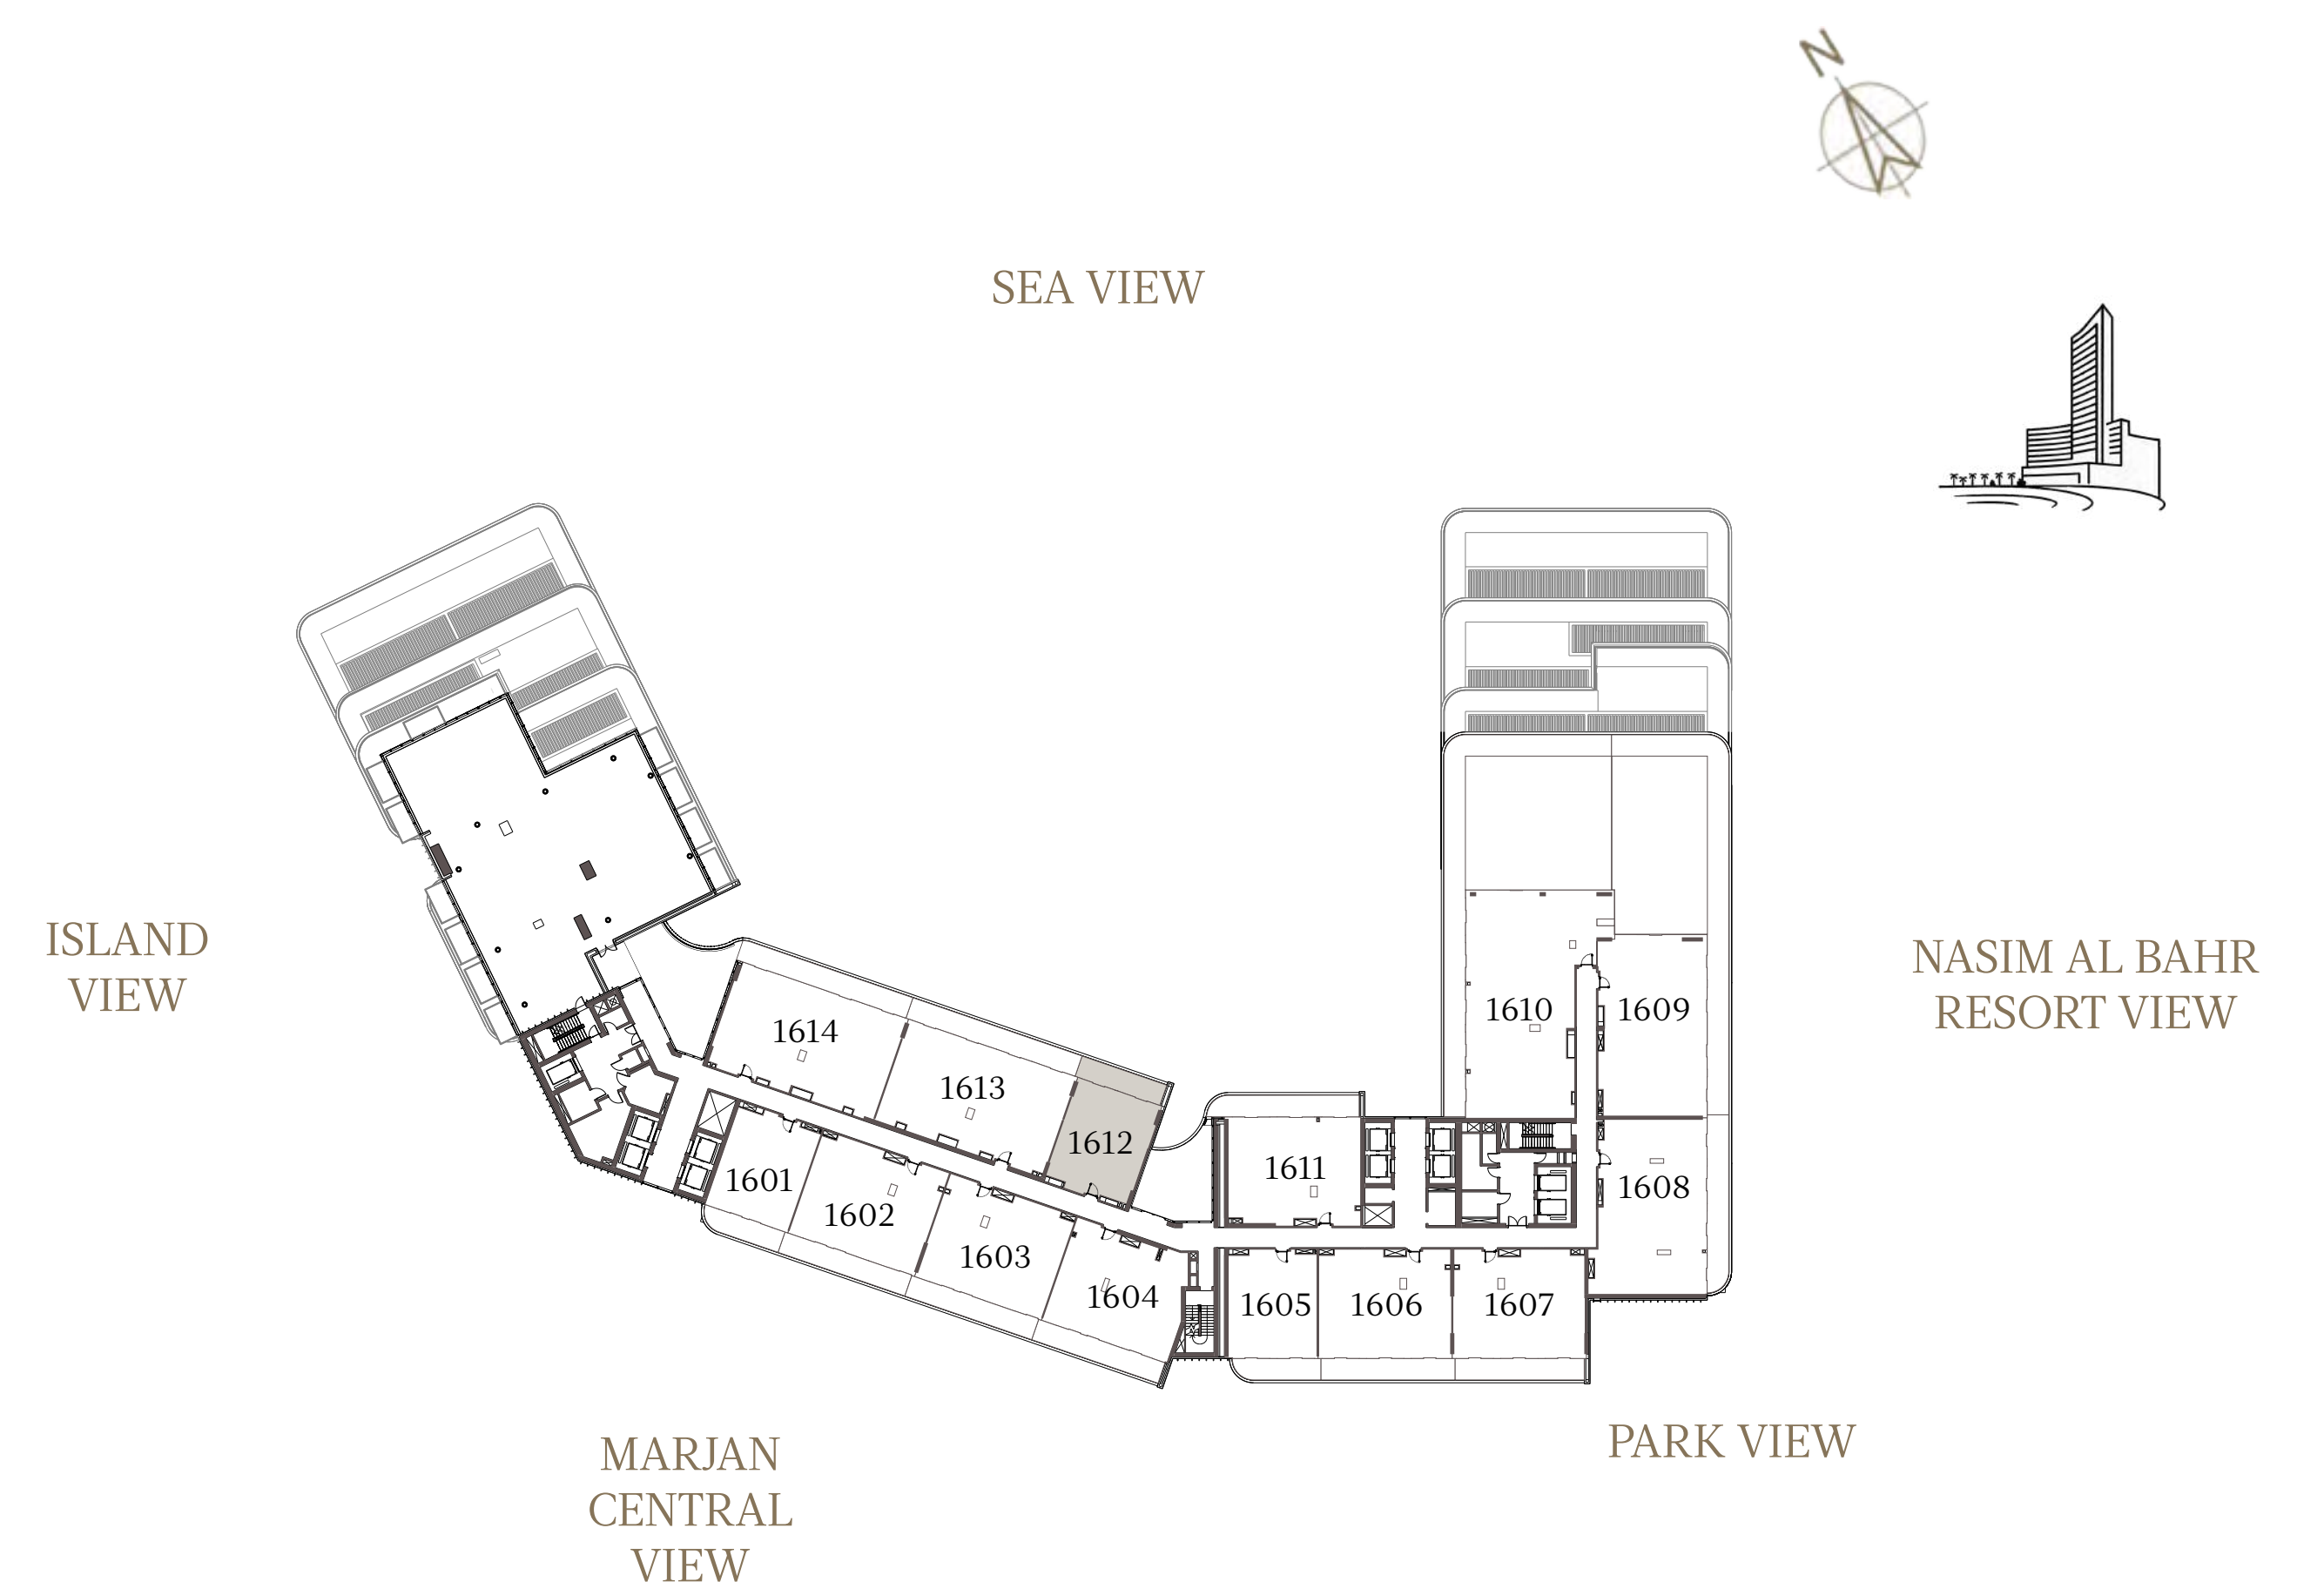 N
SEA VIEW
ISLAND
VIEW
NASIM AL BAHR
RESORT VIEW
1614
1613
1612
1611
1610
1609
1608
1601
1602
1603
1604
1605
1606
1607
MARJAN
CENTRAL
VIEW
PARK VIEW